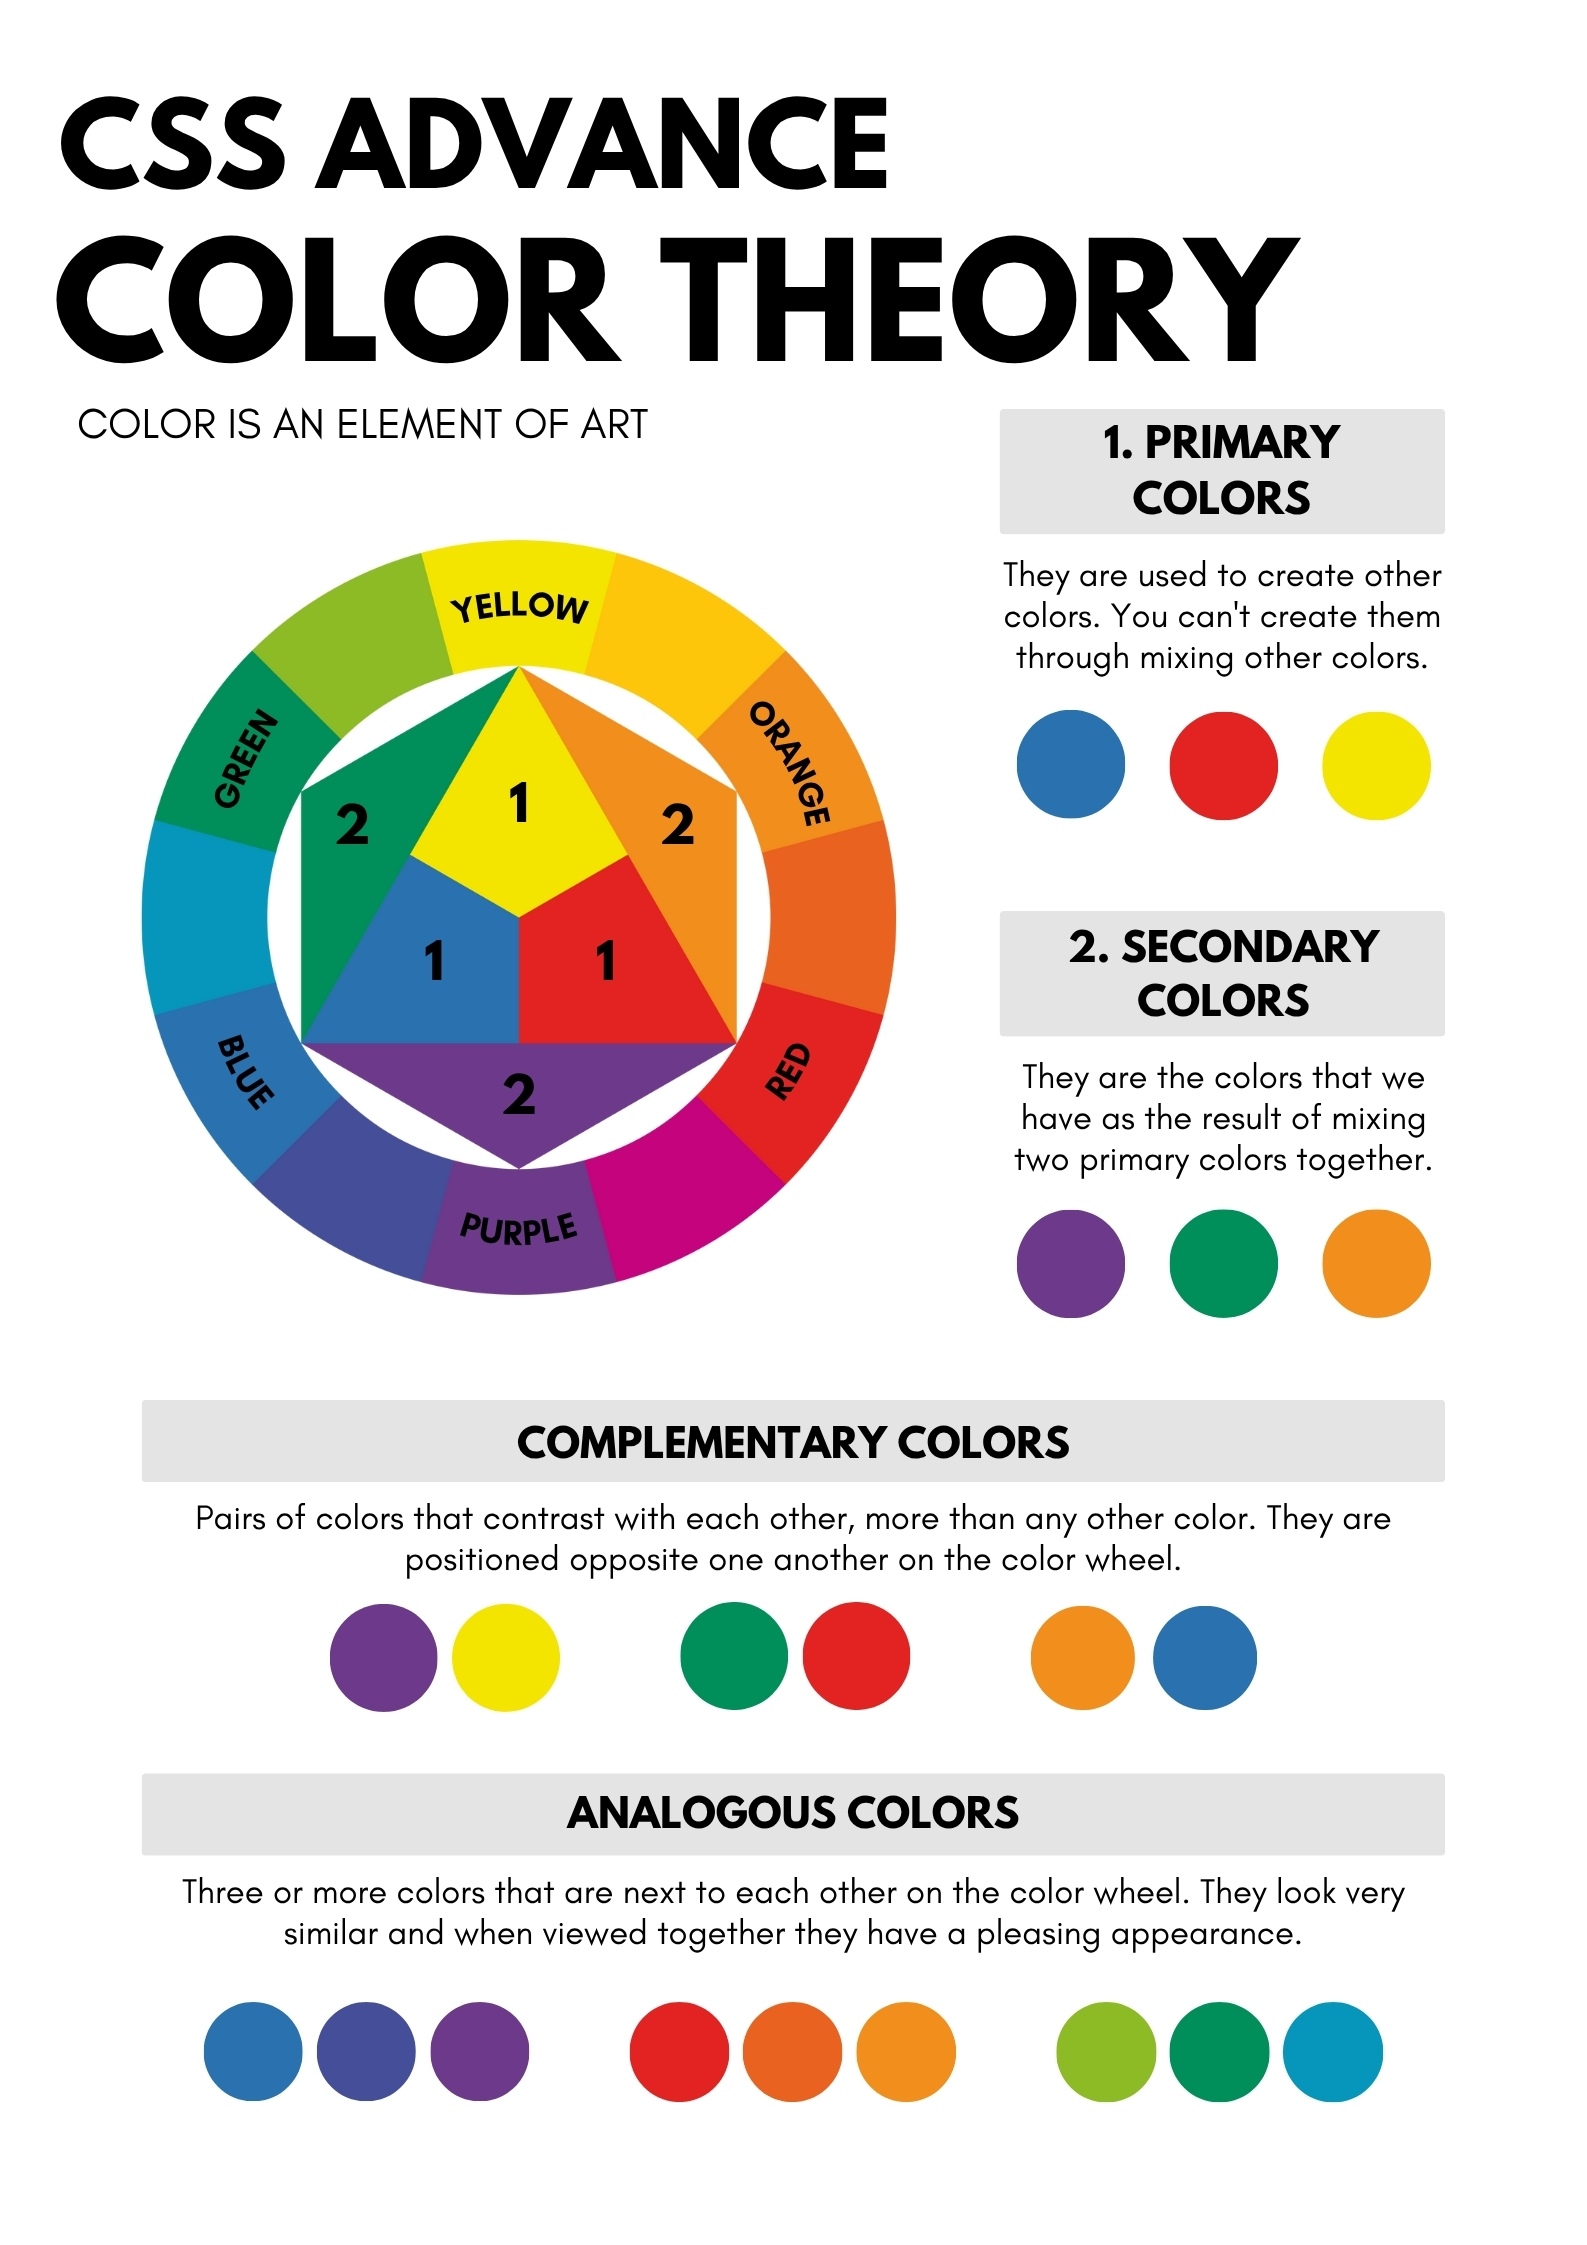 CSS ADVANCE
COLOR THEORY
COLOR IS AN ELEMENT OF ART
YELLOW
ORANGE
RED
PURPLE
BLUE
GREEN
1
2
2
1
1
2
1. PRIMARY
COLORS
They are used to create other
colors. You can't create them
through mixing other colors.
2. SECONDARY
COLORS
They are the colors that we
have as the result of mixing
two primary colors together.
COMPLEMENTARY COLORS
Pairs of colors that contrast with each other, more than any other color. They are
positioned opposite one another on the color wheel.
ANALOGOUS COLORS
Three or more colors that are next to each other on the color wheel. They look very
similar and when viewed together they have a pleasing appearance.